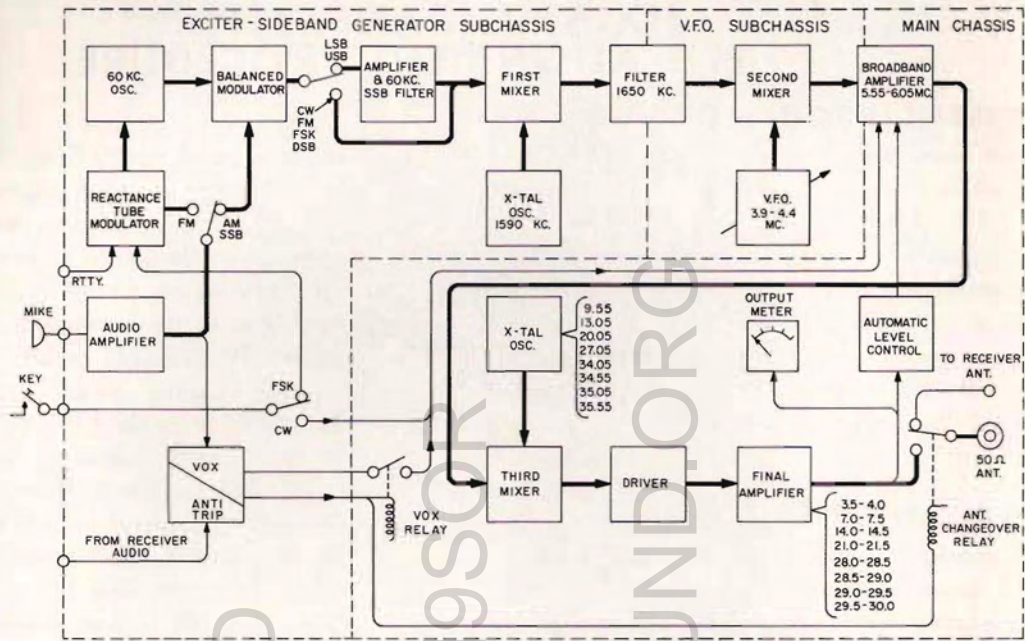 EXCITER-SIDEBAND GENERATOR SUBCHASSIS
V.F.O. SUBCHASSIS
MAIN CHASSIS
60 KC.
OSC.
BALANCED
MODULATOR
LSB
USB
CW
FM
FSK
DSB
AMPLIFIER
& 60KC.
SSB FILTER
FIRST
MIXER
FILTER
1650 KC.
SECOND
MIXER
BROADBAND
AMPLIFIER
5.55-6.05MC.
REACTANCE
TUBE
MODULATOR
FM
AM
SSB
X-TAL
OSC.
1590 KC.
V.F.O.
3.9-4.4
MC.
RTTY.
MIKE
AUDIO
AMPLIFIER
KEY
FSK
CW
X-TAL
OSC.
9.55
13.05
20.05
27.05
34.05
34.55
35.05
35.55
OUTPUT
METER
AUTOMATIC
LEVEL
CONTROL
TO RECEIVER
ANT.
50Ω
ANT.
VOX
ANTI
TRIP
FROM RECEIVER
AUDIO
VOX
RELAY
THIRD
MIXER
DRIVER
FINAL
AMPLIFIER
3.5-4.0
7.0-7.5
14.0-14.5
21.0-21.5
28.0-28.5
28.5-29.0
29.0-29.5
29.5-30.0
ANT.
CHANGEOVER
RELAY
D
9SOR
UND.ORG